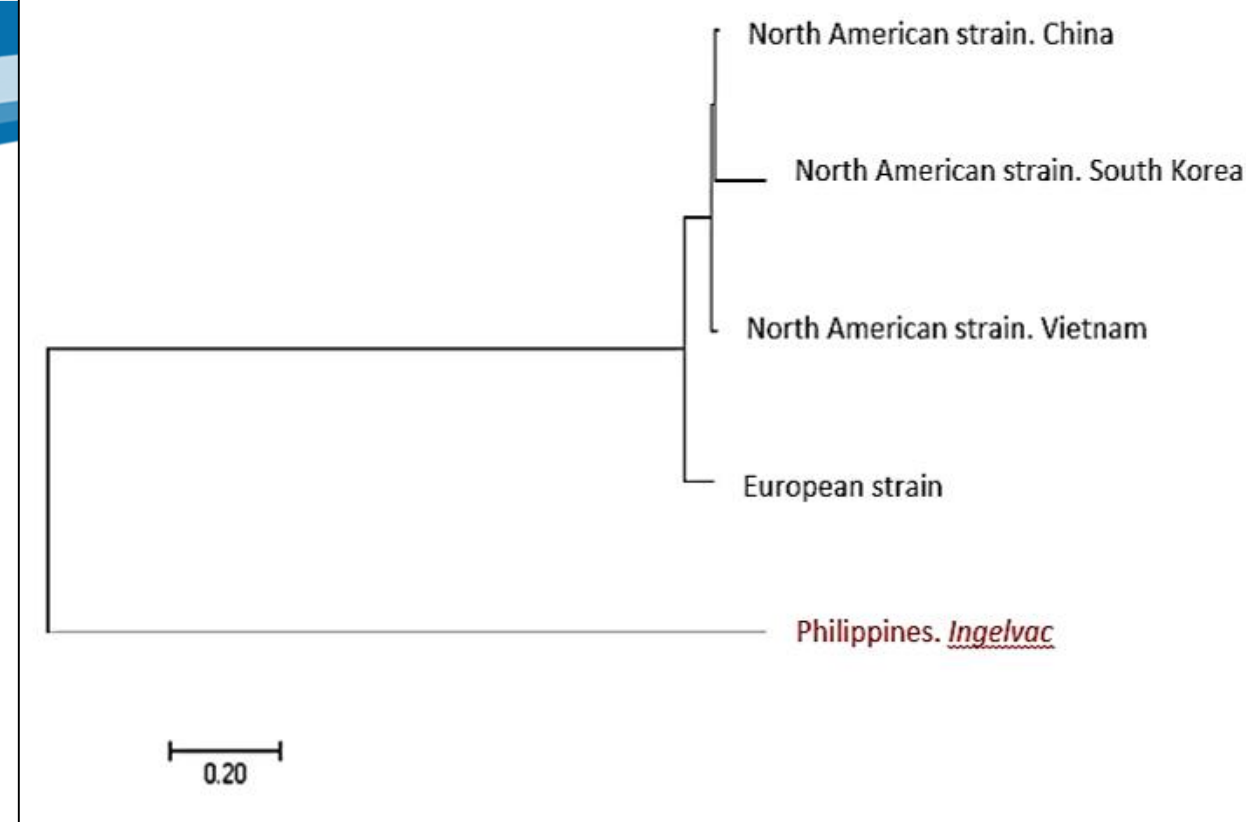 North American strain. China
North American strain. South Korea
North American strain. Vietnam
European strain
Philippines. Ingelvac
0.20